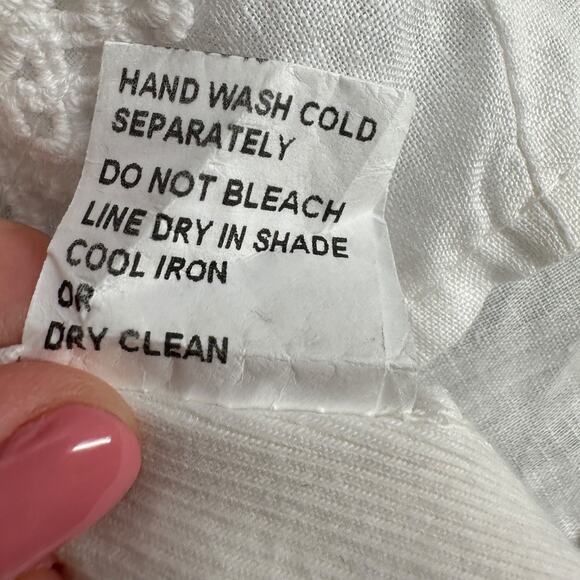 HAND WASH COLD
SEPARATELY
DO NOT BLEACH
LINE DRY IN SHADE
COOL IRON
OR
DRY CLEAN